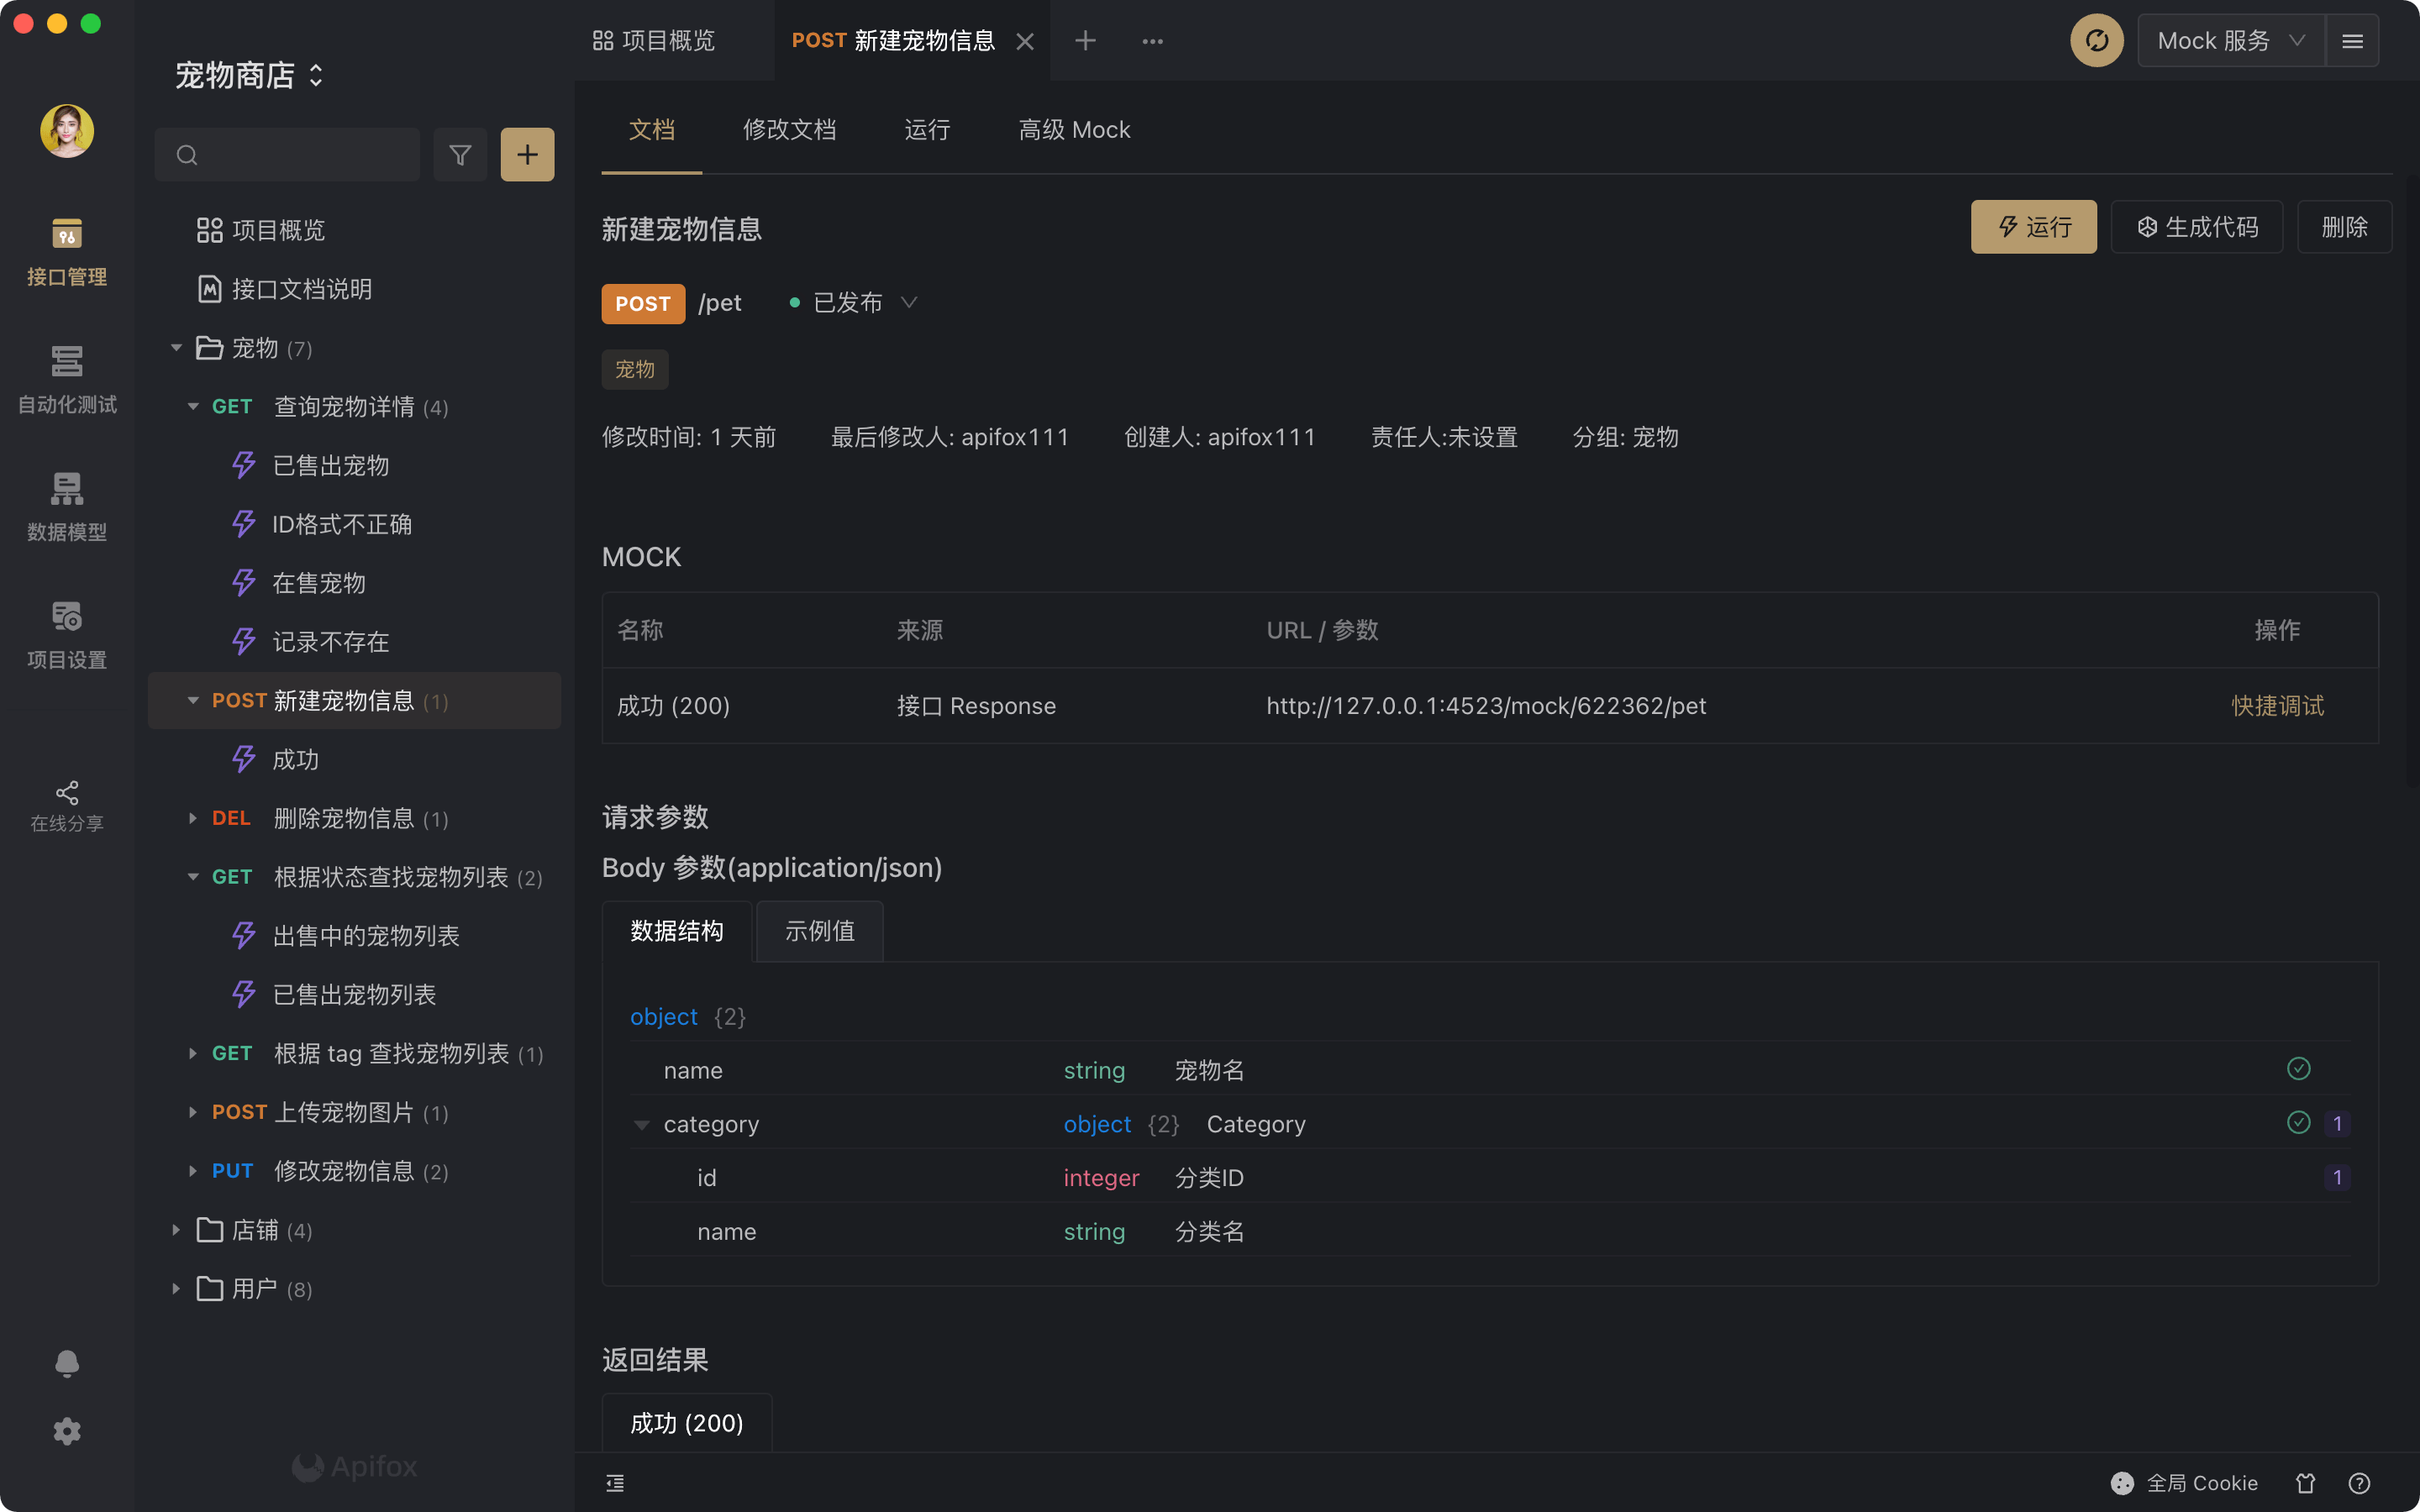 接口管理
自动化测试
数据模型
项目设置
在线分享
宠物商店
项目概览
接口文档说明
宠物 (7)
GET 查询宠物详情 (4)
已售出宠物
ID格式不正确
在售宠物
记录不存在
POST 新建宠物信息 (1)
成功
DEL 删除宠物信息 (1)
GET 根据状态查找宠物列表 (2)
出售中的宠物列表
已售出宠物列表
GET 根据 tag 查找宠物列表 (1)
POST 上传宠物图片 (1)
PUT 修改宠物信息 (2)
店铺 (4)
用户 (8)
Apifox
项目概览 POST 新建宠物信息 Mock 服务
文档 修改文档 运行 高级 Mock
新建宠物信息 运行 生成代码 删除
POST /pet 已发布
宠物
修改时间: 1 天前 最后修改人: apifox111 创建人: apifox111 责任人:未设置 分组: 宠物
MOCK
名称 来源 URL / 参数 操作
成功 (200) 接口 Response http://127.0.0.1:4523/mock/622362/pet 快捷调试
请求参数
Body 参数(application/json)
数据结构 示例值
object {2}
name string 宠物名
category object {2} Category 1
id integer 分类ID 1
name string 分类名
返回结果
成功 (200)
全局 Cookie